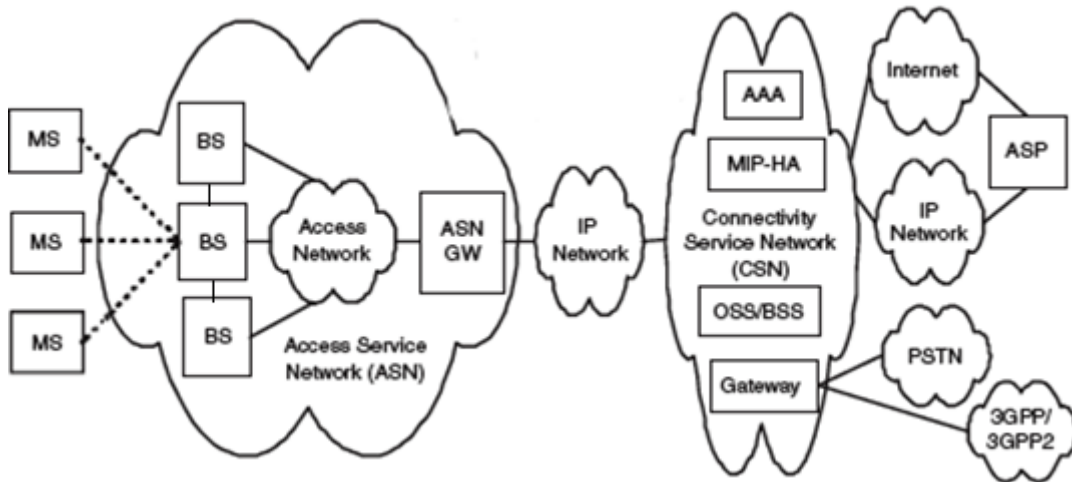 MS
MS
MS
BS
BS
BS
Access
Network
ASN
GW
Access Service
Network (ASN)
IP
Network
AAA
MIP-HA
Connectivity
Service Network
(CSN)
OSS/BSS
Gateway
Internet
IP
Network
ASP
PSTN
3GPP/
3GPP2